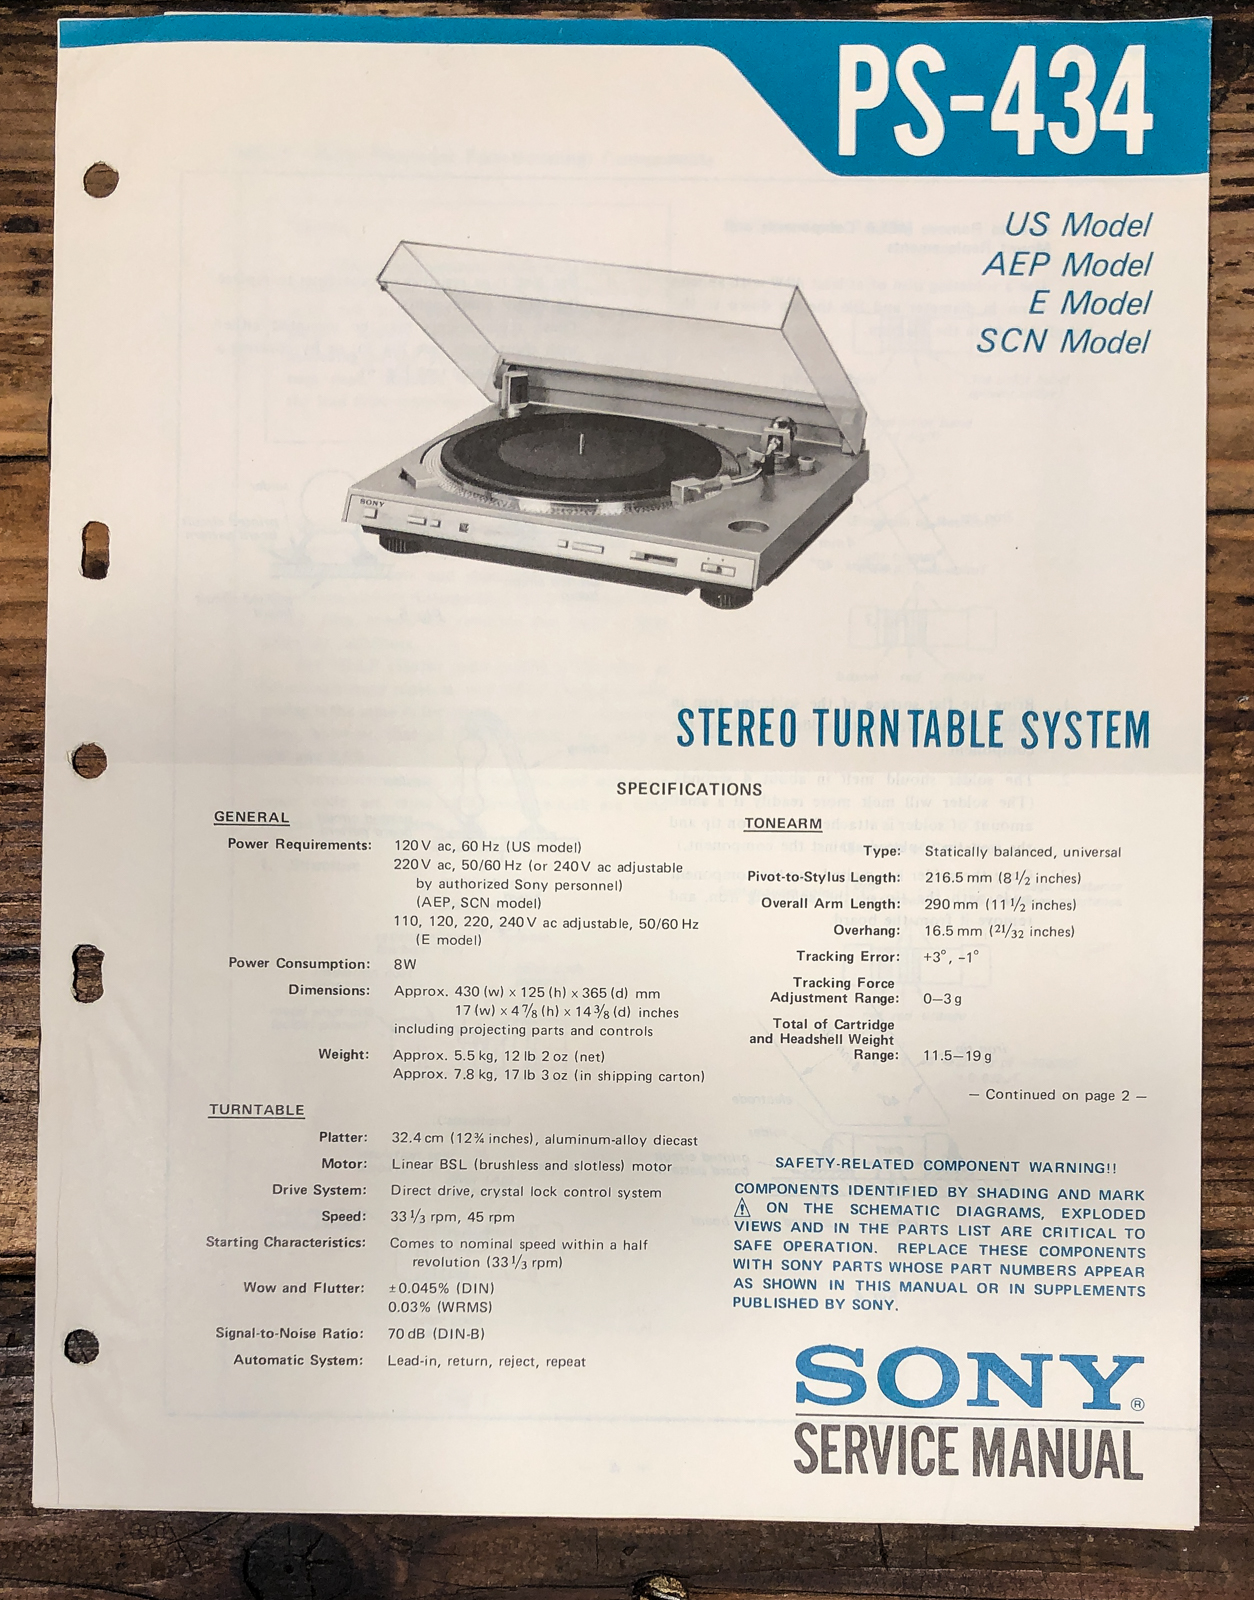 PS-434
US Model
AEP Model
E Model
SCN Model
SONY
STEREO TURNTABLE SYSTEM
SPECIFICATIONS
GENERAL
Power Requirements: 120 V ac, 60 Hz (US model)
220 V ac, 50/60 Hz (or 240 V ac adjustable
by authorized Sony personnel)
(AEP, SCN model)
110, 120, 220, 240 V ac adjustable, 50/60 Hz
(E model)
Power Consumption: 8W
Dimensions: Approx. 430 (w) x 125 (h) x 365 (d) mm
17 (w) x 4 7/8 (h) x 14 3/8 (d) inches
including projecting parts and controls
Weight: Approx. 5.5 kg, 12 lb 2 oz (net)
Approx. 7.8 kg, 17 lb 3 oz (in shipping carton)
TURNTABLE
Platter: 32.4 cm (12¾ inches), aluminum-alloy diecast
Motor: Linear BSL (brushless and slotless) motor
Drive System: Direct drive, crystal lock control system
Speed: 33 1/3 rpm, 45 rpm
Starting Characteristics: Comes to nominal speed within a half
revolution (33 1/3 rpm)
Wow and Flutter: ±0.045% (DIN)
0.03% (WRMS)
Signal-to-Noise Ratio: 70 dB (DIN-B)
Automatic System: Lead-in, return, reject, repeat
TONEARM
Type: Statically balanced, universal
Pivot-to-Stylus Length: 216.5 mm (8 1/2 inches)
Overall Arm Length: 290 mm (11 1/2 inches)
Overhang: 16.5 mm (21/32 inches)
Tracking Error: +3°, -1°
Tracking Force
Adjustment Range: 0–3 g
Total of Cartridge
and Headshell Weight
Range: 11.5–19 g
— Continued on page 2 —
SAFETY-RELATED COMPONENT WARNING!!
COMPONENTS IDENTIFIED BY SHADING AND MARK
⚠ ON THE SCHEMATIC DIAGRAMS, EXPLODED
VIEWS AND IN THE PARTS LIST ARE CRITICAL TO
SAFE OPERATION. REPLACE THESE COMPONENTS
WITH SONY PARTS WHOSE PART NUMBERS APPEAR
AS SHOWN IN THIS MANUAL OR IN SUPPLEMENTS
PUBLISHED BY SONY.
SONY®
SERVICE MANUAL